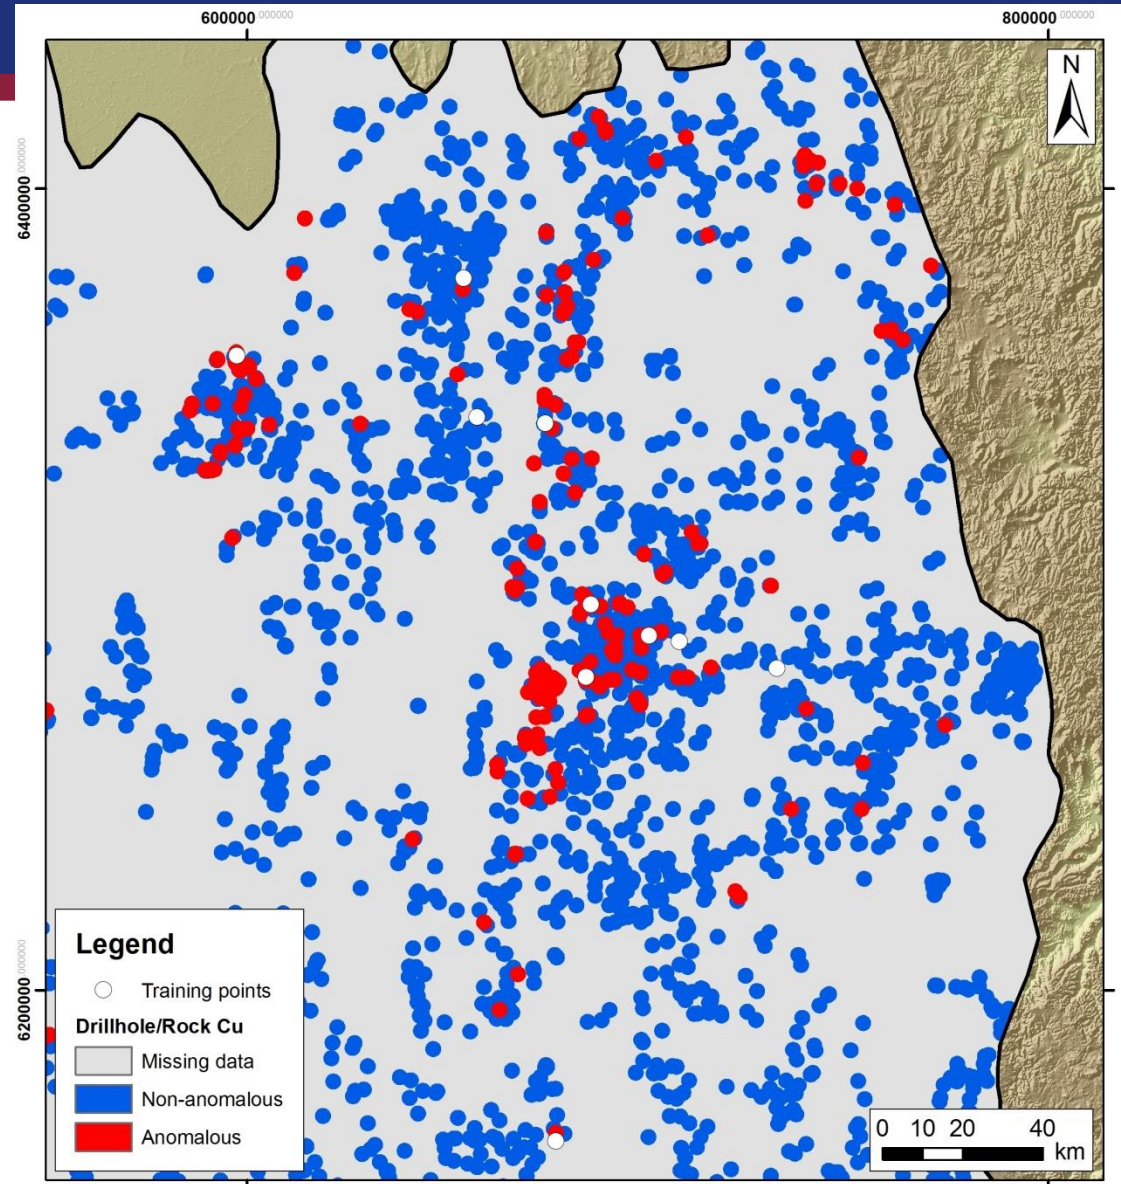 600000.000000
800000.000000
N
6400000.000000
6200000.000000
Legend
Training points
Drillhole/Rock Cu
Missing data
Non-anomalous
Anomalous
0 10 20 40
km